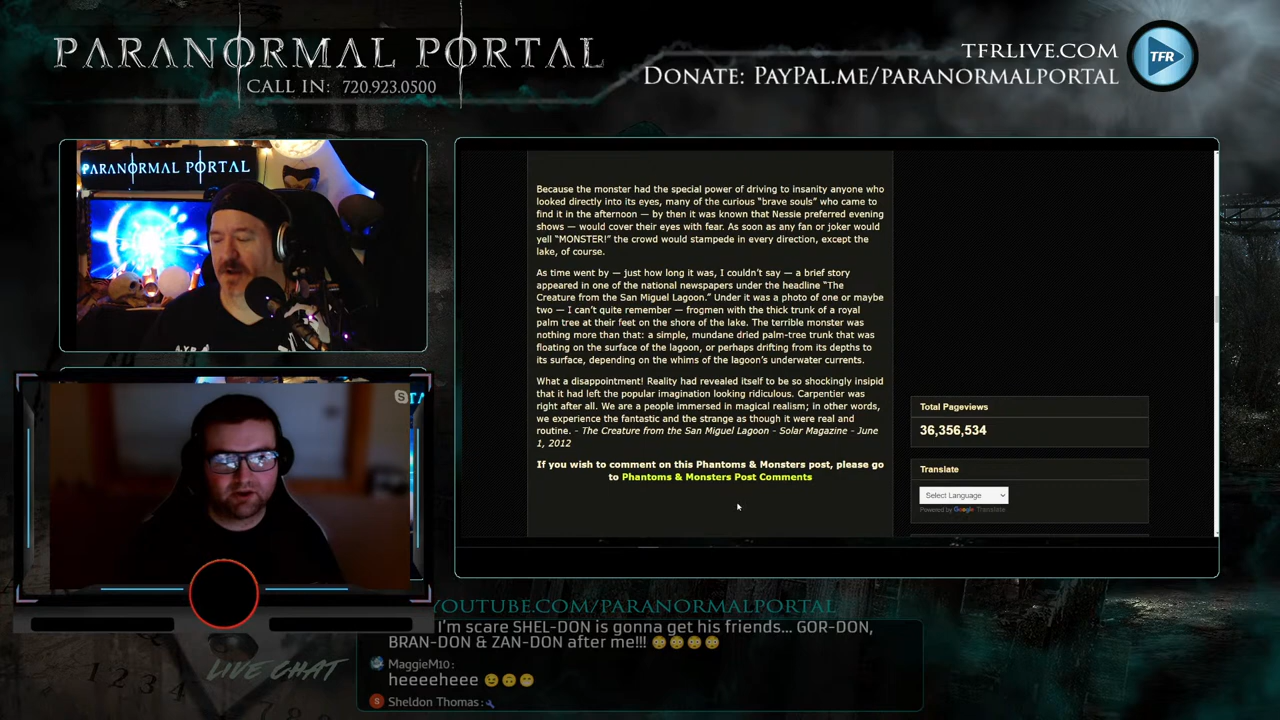 PARANORMAL PORTAL
CALL IN: 720.923.0500
TFRLIVE.COM
DONATE: PAYPAL.ME/PARANORMALPORTAL
TFR
PARANORMAL PORTAL
Because the monster had the special power of driving to insanity anyone who
looked directly into its eyes, many of the curious “brave souls” who came to
find it in the afternoon — by then it was known that Nessie preferred evening
shows — would cover their eyes with fear. As soon as any fan or joker would
yell “MONSTER!” the crowd would stampede in every direction, except the
lake, of course.
As time went by — just how long it was, I couldn’t say — a brief story
appeared in one of the national newspapers under the headline “The
Creature from the San Miguel Lagoon.” Under it was a photo of one or maybe
two — I can’t quite remember — frogmen with the thick trunk of a royal
palm tree at their feet on the shore of the lake. The terrible monster was
nothing more than that: a simple, mundane dried palm-tree trunk that was
floating on the surface of the lagoon, or perhaps drifting from its depths to
its surface, depending on the whims of the lagoon’s underwater currents.
What a disappointment! Reality had revealed itself to be so shockingly insipid
that it had left the popular imagination looking ridiculous. Carpentier was
right after all. We are a people immersed in magical realism; in other words,
we experience the fantastic and the strange as though it were real and
routine. - The Creature from the San Miguel Lagoon - Solar Magazine - June
1, 2012
If you wish to comment on this Phantoms & Monsters post, please go
to Phantoms & Monsters Post Comments
Total Pageviews
36,356,534
Translate
Select Language
Powered by Google Translate
YOUTUBE.COM/PARANORMALPORTAL
LIVE CHAT
1 2 3 4
I'm scare SHEL-DON is gonna get his friends... GOR-DON,
BRAN-DON & ZAN-DON after me!!! 😳😳😳😳
MaggieM10:
heeeeheee 😉🙃😁
S Sheldon Thomas: